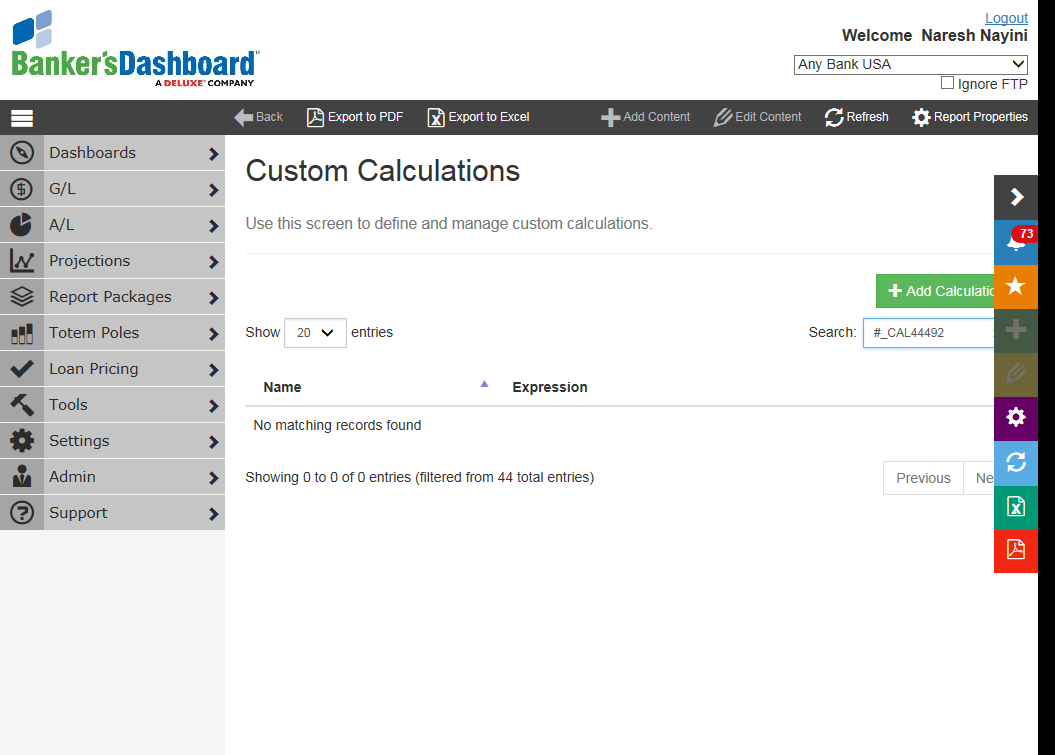 Logout
Welcome Naresh Nayini
Banker'sDashboard
A DELUXE COMPANY
Any Bank USA
Ignore FTP
Back Export to PDF Export to Excel Add Content Edit Content Refresh Report Properties
Dashboards
G/L
A/L
Projections
Report Packages
Totem Poles
Loan Pricing
Tools
Settings
Admin
Support
Custom Calculations
Use this screen to define and manage custom calculations.
73
Add Calculatio
Show 20 entries Search: #_CAL44492
Name Expression
No matching records found
Showing 0 to 0 of 0 entries (filtered from 44 total entries) Previous Ne